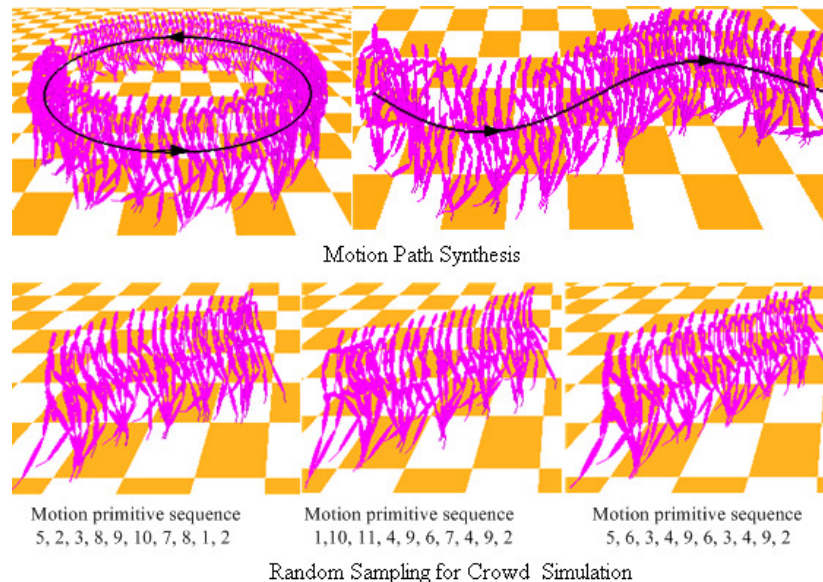 Motion Path Synthesis
Motion primitive sequence
5, 2, 3, 8, 9, 10, 7, 8, 1, 2
Motion primitive sequence
1,10, 11, 4, 9, 6, 7, 4, 9, 2
Motion primitive sequence
5, 6, 3, 4, 9, 6, 3, 4, 9, 2
Random Sampling for Crowd Simulation